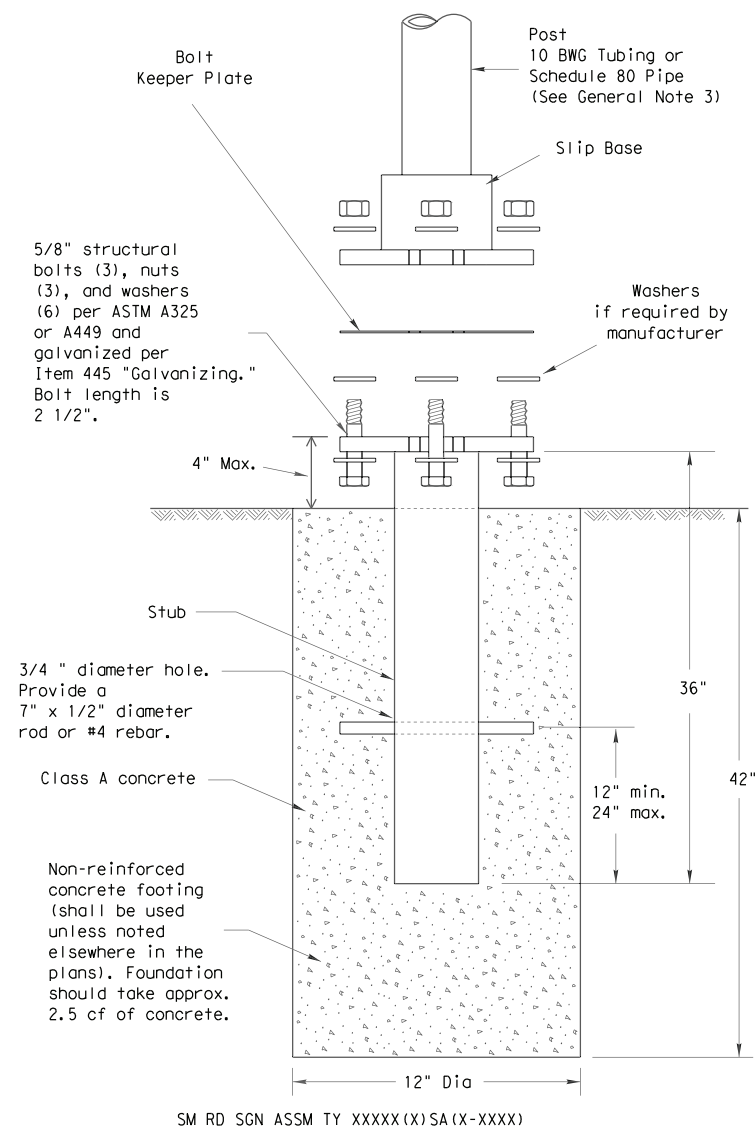 Post
10 BWG Tubing or
Schedule 80 Pipe
(See General Note 3)
Bolt
Keeper Plate
Slip Base
5/8" structural
bolts (3), nuts
(3), and washers
(6) per ASTM A325
or A449 and
galvanized per
Item 445 "Galvanizing."
Bolt length is
2 1/2".
Washers
if required by
manufacturer
4" Max.
Stub
3/4 " diameter hole.
Provide a
7" x 1/2" diameter
rod or #4 rebar.
36"
Class A concrete
12" min.
24" max.
42"
Non-reinforced
concrete footing
(shall be used
unless noted
elsewhere in the
plans). Foundation
should take approx.
2.5 cf of concrete.
12" Dia
SM RD SGN ASSM TY XXXXX(X)SA(X-XXXX)